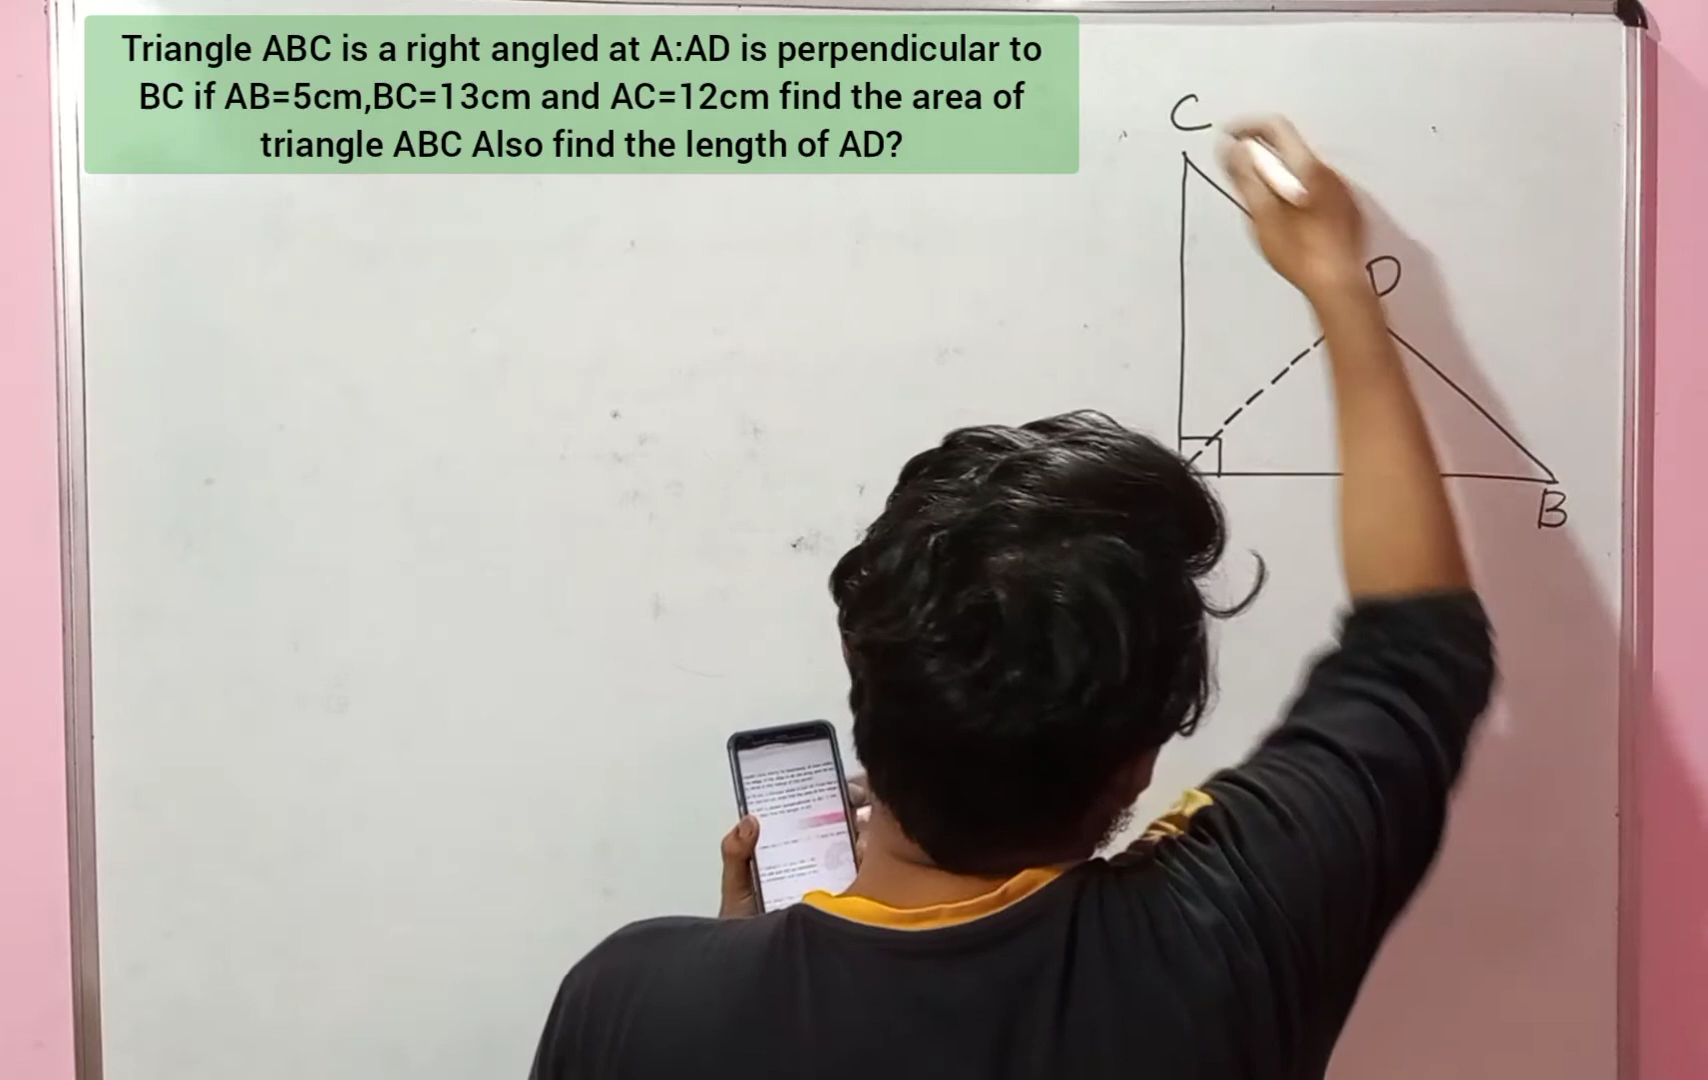 Triangle ABC is a right angled at A:AD is perpendicular to
BC if AB=5cm,BC=13cm and AC=12cm find the area of
triangle ABC Also find the length of AD?
C
D
B